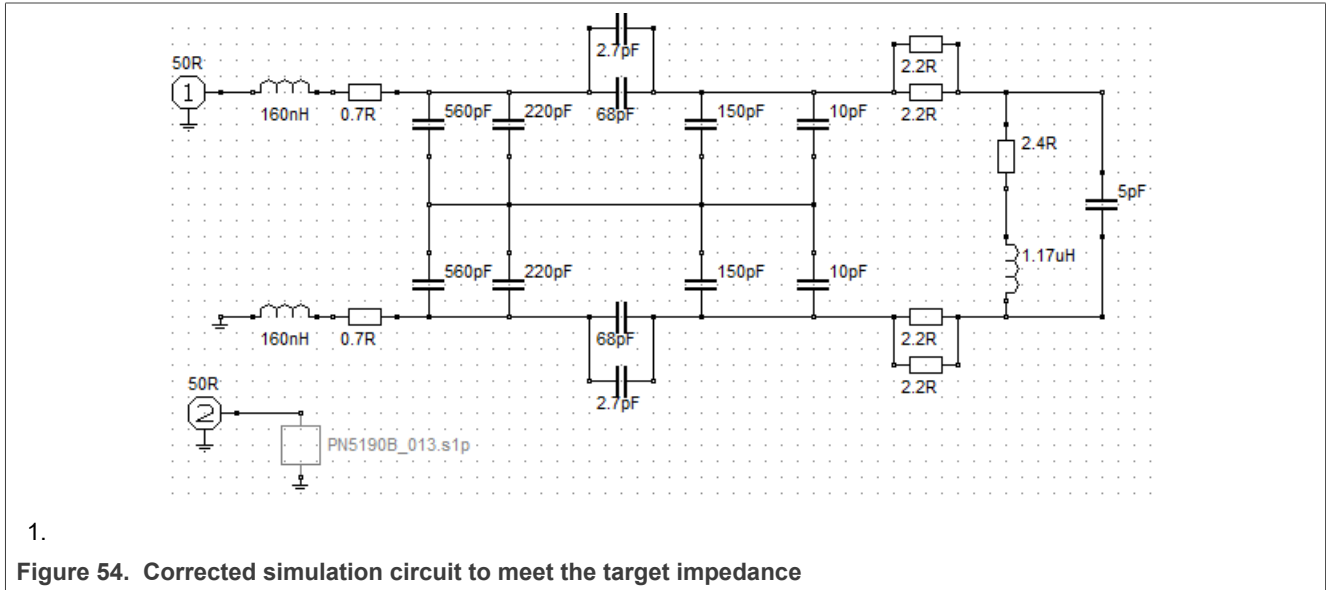 2.7pF
50R
1
160nH 0.7R 560pF 220pF 68pF 150pF 10pF 2.2R
2.2R
2.4R
5pF
1.17uH
560pF 220pF 150pF 10pF
160nH 0.7R 68pF 2.2R
2.2R
2.7pF
50R
2
PN5190B_013.s1p
1.
Figure 54. Corrected simulation circuit to meet the target impedance